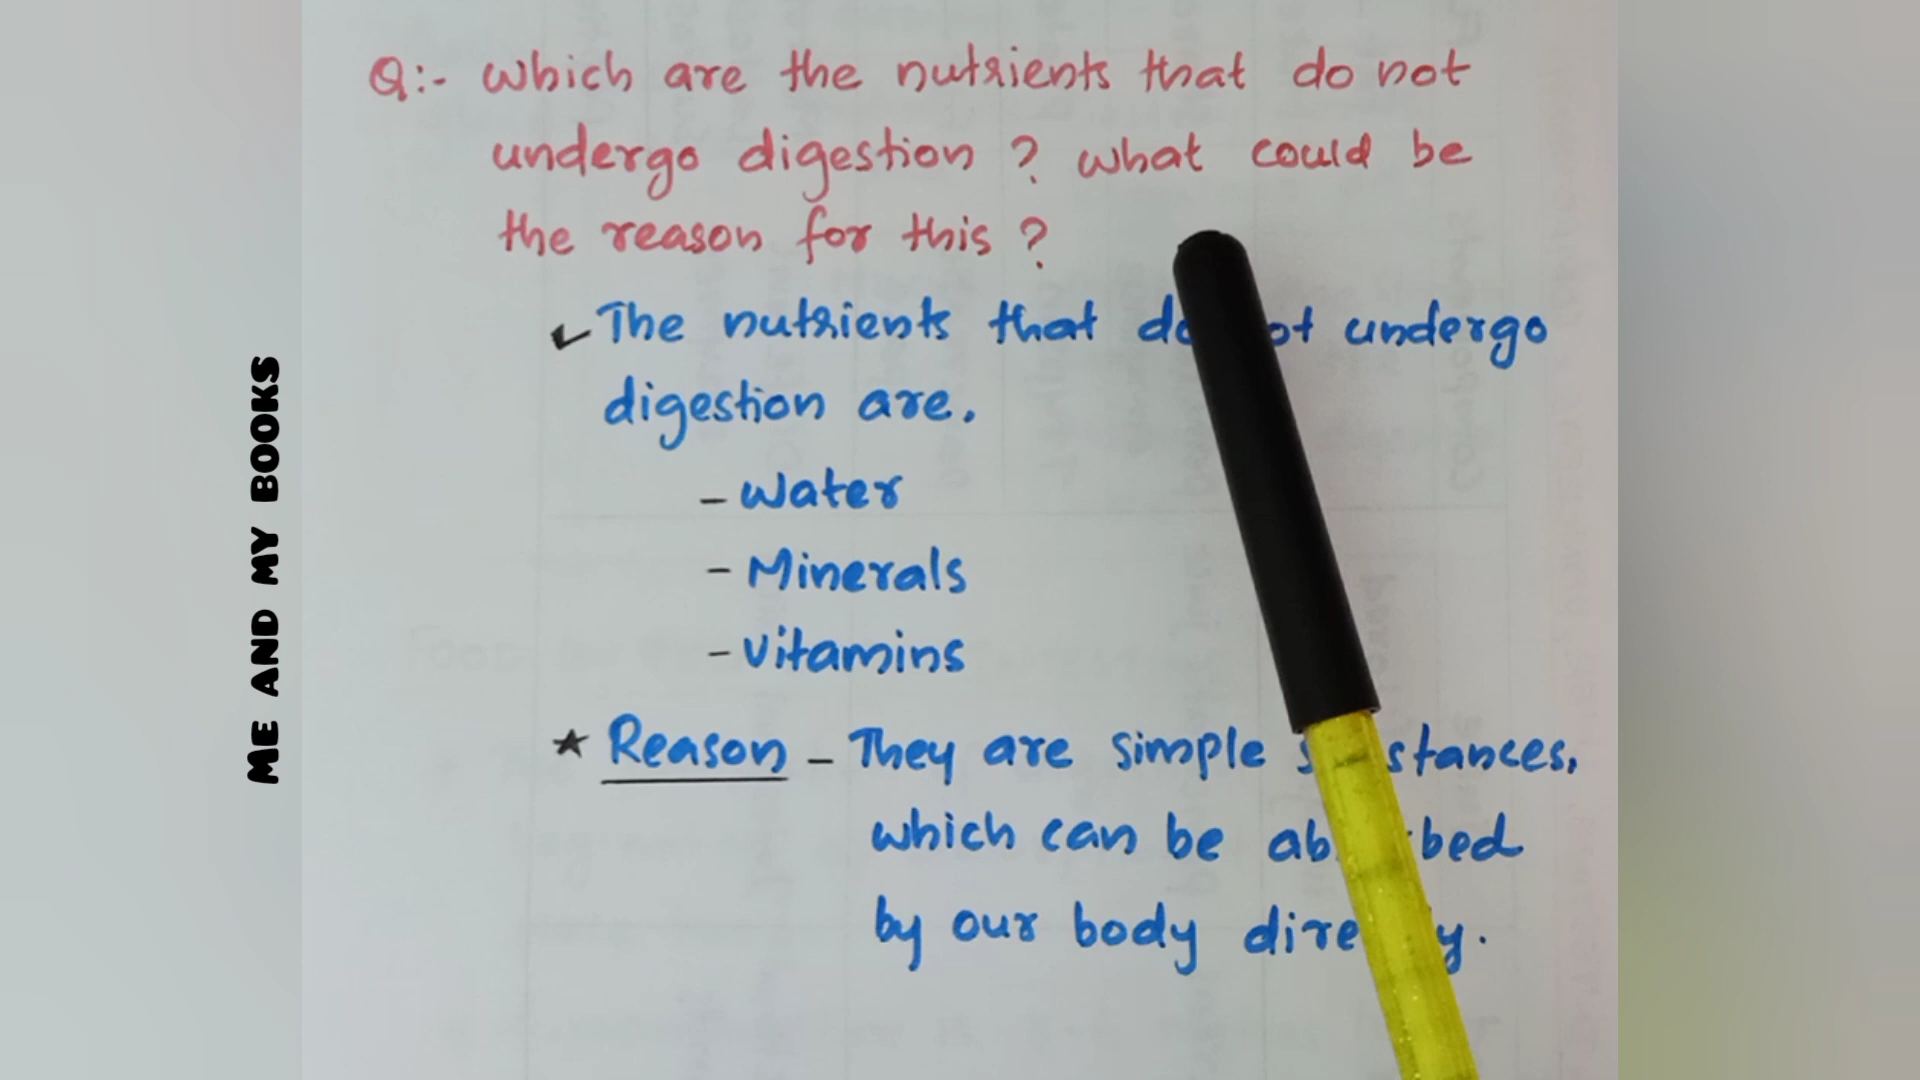 Q:- Which are the nutrients that do not
undergo digestion ? What could be
the reason for this ?
The nutrients that undergo
digestion are.
- Water
- Minerals
- Vitamins
★ Reason - They are simple
which can be
by our body
ME AND MY BOOKS